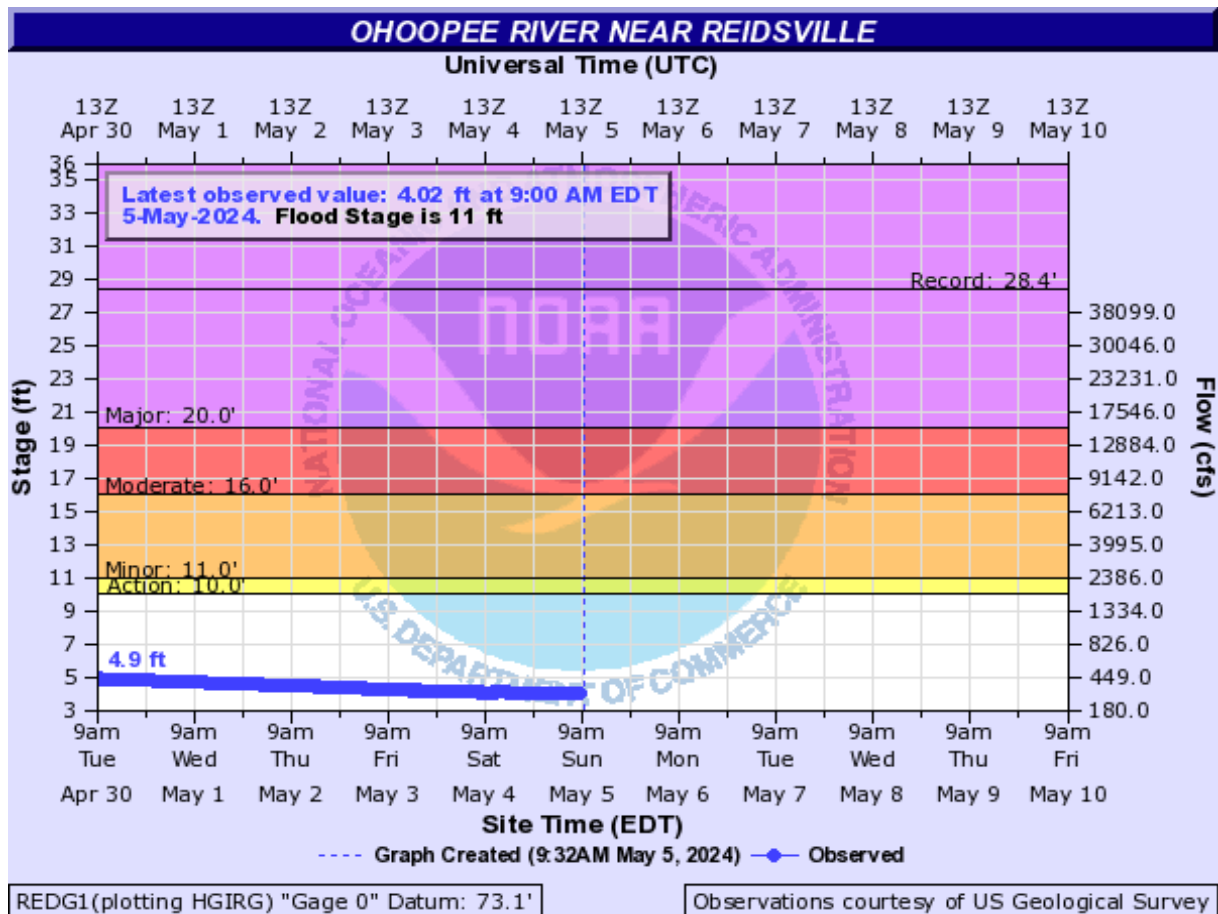 OHOOPEE RIVER NEAR REIDSVILLE
Universal Time (UTC)
13Z 13Z 13Z 13Z 13Z 13Z 13Z 13Z 13Z 13Z 13Z
Apr 30 May 1 May 2 May 3 May 4 May 5 May 6 May 7 May 8 May 9 May 10
Latest observed value: 4.02 ft at 9:00 AM EDT
5-May-2024. Flood Stage is 11 ft
Stage (ft)
36
35
33
31
29
27
25
23
21
19
17
15
13
11
9
7
5
3
Record: 28.4'
Major: 20.0'
Moderate: 16.0'
Minor: 11.0'
Action: 10.0'
4.9 ft
NATIONAL OCEANIC AND ATMOSPHERIC ADMINISTRATION
NOAA
U.S. DEPARTMENT OF COMMERCE
Flow (cfs)
38099.0
30046.0
23231.0
17546.0
12884.0
9142.0
6213.0
3995.0
2386.0
1334.0
826.0
449.0
180.0
9am 9am 9am 9am 9am 9am 9am 9am 9am 9am 9am
Tue Wed Thu Fri Sat Sun Mon Tue Wed Thu Fri
Apr 30 May 1 May 2 May 3 May 4 May 5 May 6 May 7 May 8 May 9 May 10
Site Time (EDT)
Graph Created (9:32AM May 5, 2024) Observed
REDG1(plotting HGIRG) "Gage 0" Datum: 73.1'
Observations courtesy of US Geological Survey